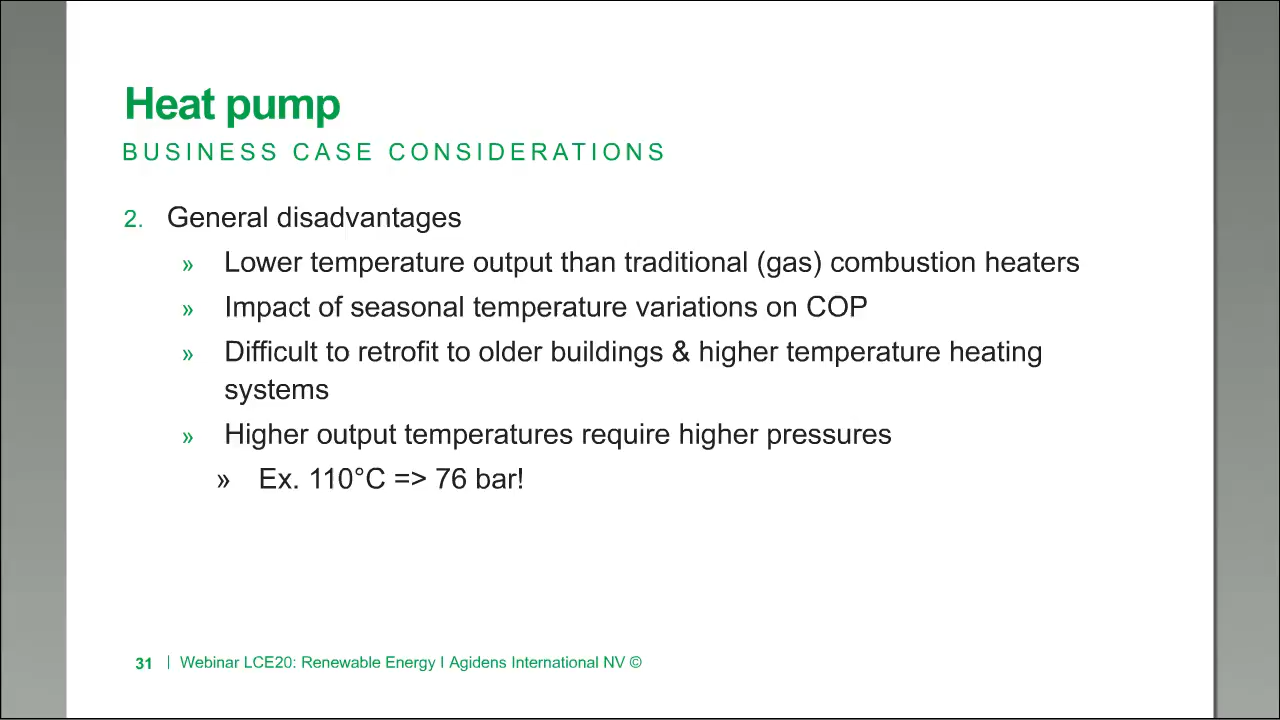 Heat pump
BUSINESS CASE CONSIDERATIONS
2. General disadvantages
» Lower temperature output than traditional (gas) combustion heaters
» Impact of seasonal temperature variations on COP
» Difficult to retrofit to older buildings & higher temperature heating
systems
» Higher output temperatures require higher pressures
» Ex. 110°C => 76 bar!
31 | Webinar LCE20: Renewable Energy I Agidens International NV ©